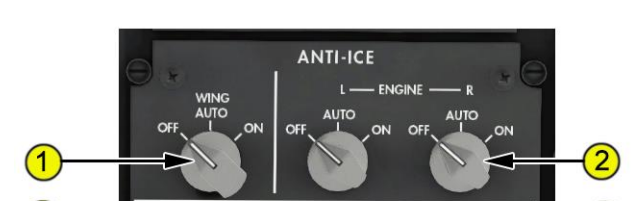 ANTI-ICE
L ENGINE R
WING
AUTO AUTO AUTO
OFF ON OFF ON OFF ON
1 2